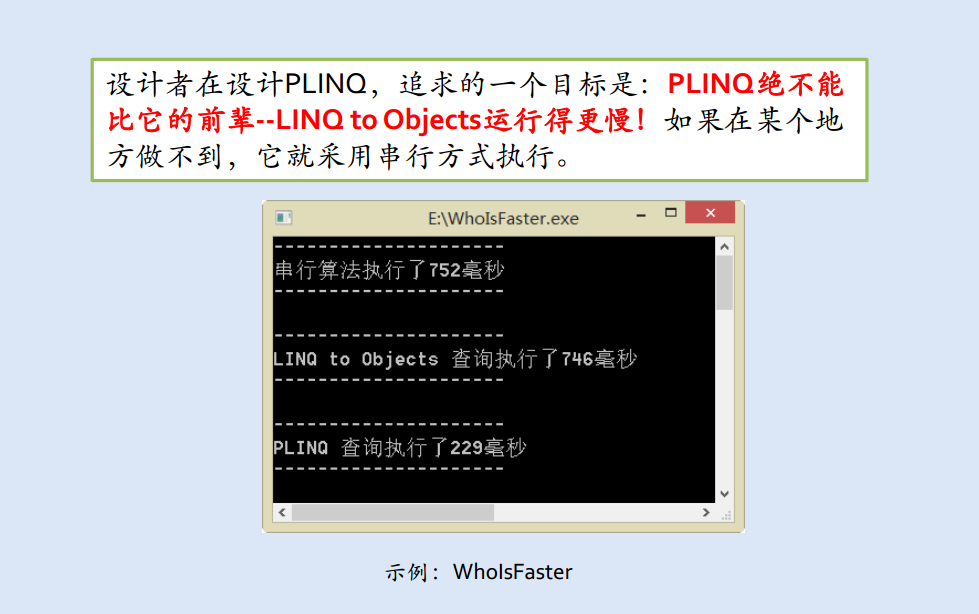 设计者在设计PLINQ，追求的一个目标是：PLINQ绝不能
比它的前辈--LINQ to Objects运行得更慢！如果在某个地
方做不到，它就采用串行方式执行。
E:\WhoIsFaster.exe
---------------------
串行算法执行了752毫秒
---------------------
---------------------
LINQ to Objects 查询执行了746毫秒
---------------------
---------------------
PLINQ 查询执行了229毫秒
---------------------
示例：WhoIsFaster